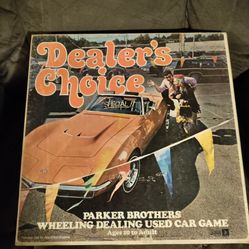 Dealer's
Choice
PARKER BROTHERS
WHEELING DEALING USED CAR GAME
Ages 10 to Adult